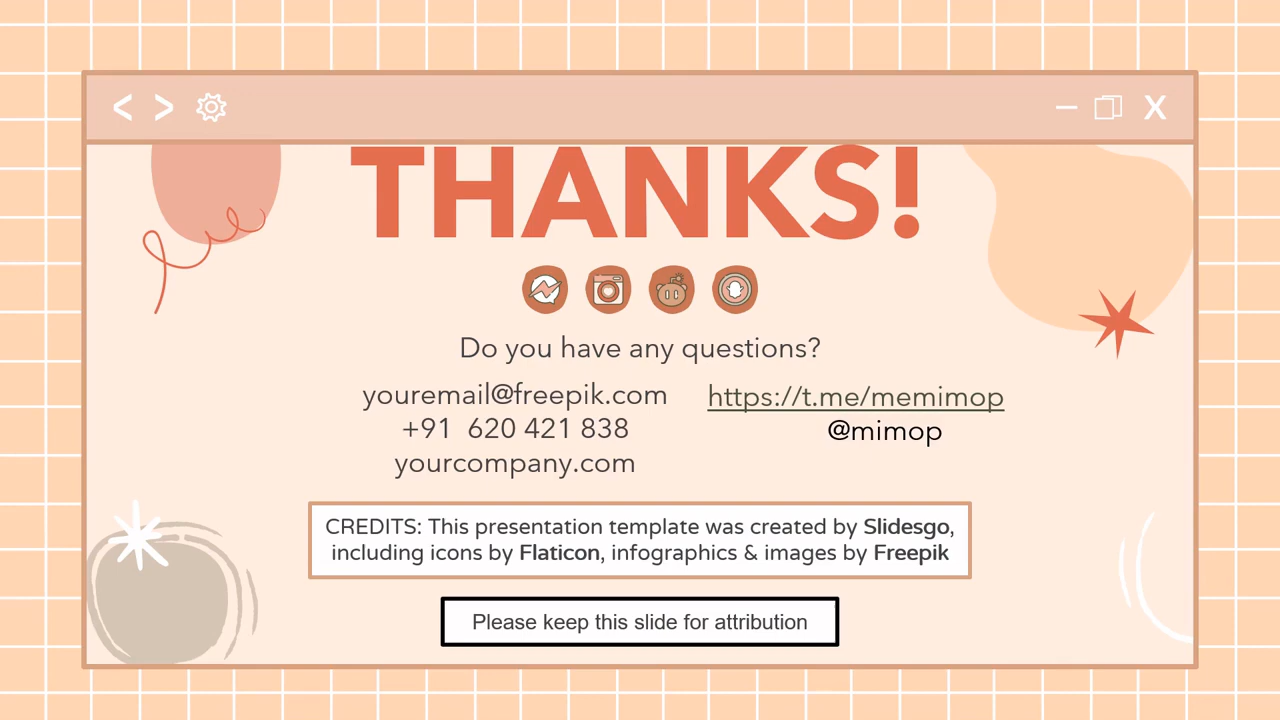 < >
X
THANKS!
Do you have any questions?
youremail@freepik.com
+91  620 421 838
yourcompany.com
https://t.me/memimop
@mimop
CREDITS: This presentation template was created by Slidesgo,
including icons by Flaticon, infographics & images by Freepik
Please keep this slide for attribution